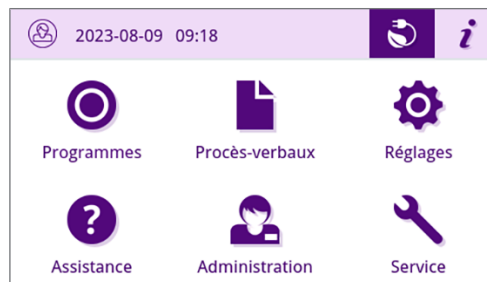 2023-08-09 09:18 i
Programmes Procès-verbaux Réglages
?
Assistance Administration Service